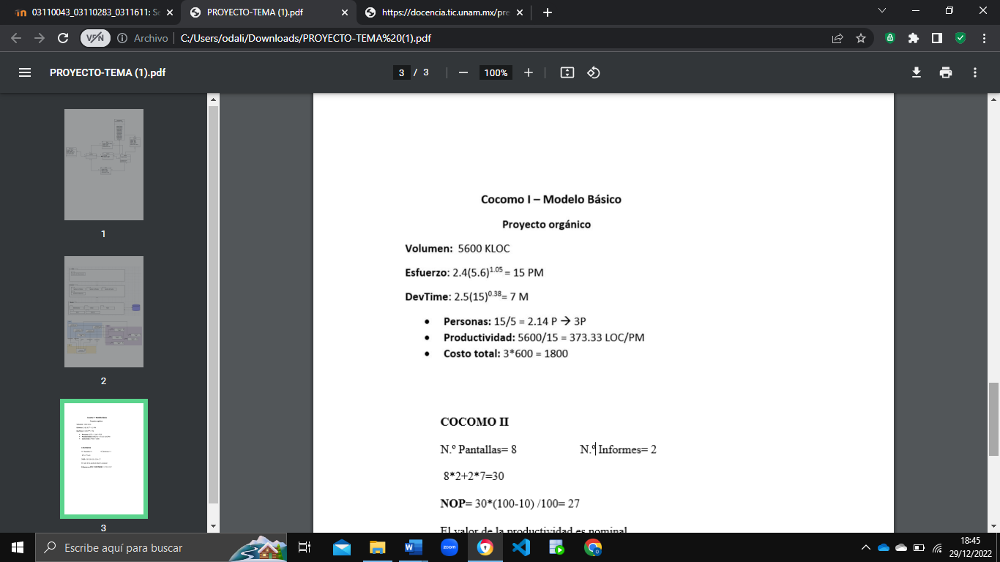 03110043_03110283_0311611: Se
PROYECTO-TEMA (1).pdf
https://docencia.tic.unam.mx/pre
VPN
Archivo
C:/Users/odali/Downloads/PROYECTO-TEMA%20(1).pdf
PROYECTO-TEMA (1).pdf
3 / 3
100%
1
2
3
Cocomo I – Modelo Básico
Proyecto orgánico
Volumen: 5600 KLOC
Esfuerzo: 2.4(5.6)^1.05 = 15 PM
DevTime: 2.5(15)^0.38= 7 M
• Personas: 15/5 = 2.14 P → 3P
• Productividad: 5600/15 = 373.33 LOC/PM
• Costo total: 3*600 = 1800
COCOMO II
N.º Pantallas= 8 N.º Informes= 2
8*2+2*7=30
NOP= 30*(100-10) /100= 27
El valor de la productividad es nominal
Escribe aquí para buscar
zoom
18:45
29/12/2022